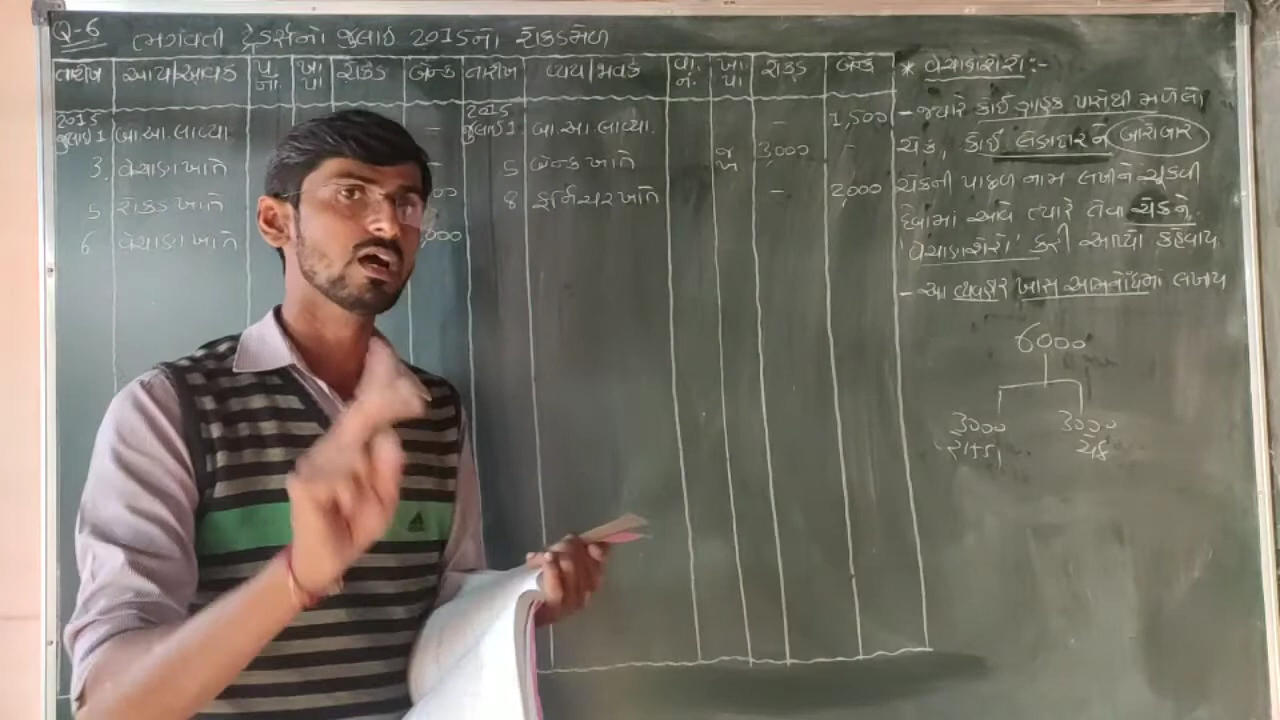 Q-6 ભગવતી ટ્રેડર્સનો જુલાઈ 2015નો રોકડમેળ
તારીખ આવક/આવક પ. ના. ખા. પા રોકડ બેન્ક તારીખ વ્યય/જાવક વા. નં. ખા. પા રોકડ બેન્ક
2015 2015
જુલાઈ 1 બા.આ.લાવ્યા - જુલાઈ 1 બા.આ.લાવ્યા. - 1,500
3. વેચાણ ખાતે - 5 બેન્ક ખાતે 3,000 -
5 રોકડ ખાતે 8 ફર્નિચર ખાતે - 2,000
6 વેચાણ ખાતે
* વેચાણશેરો:-
- જ્યારે કોઈ ગ્રાહક પાસેથી મળેલો
ચેક, કોઈ લેણદારને બારોબાર
ચેકની પાછળ નામ લખીને ચૂકવી
દેવામાં આવે ત્યારે તેવા ચેકને
'વેચાણશેરો' કરી આપ્યો કહેવાય
- આ વ્યવહાર ખાસ આમનોંધમાં લખાય
6000
3000 3000
રોકડા ચેક